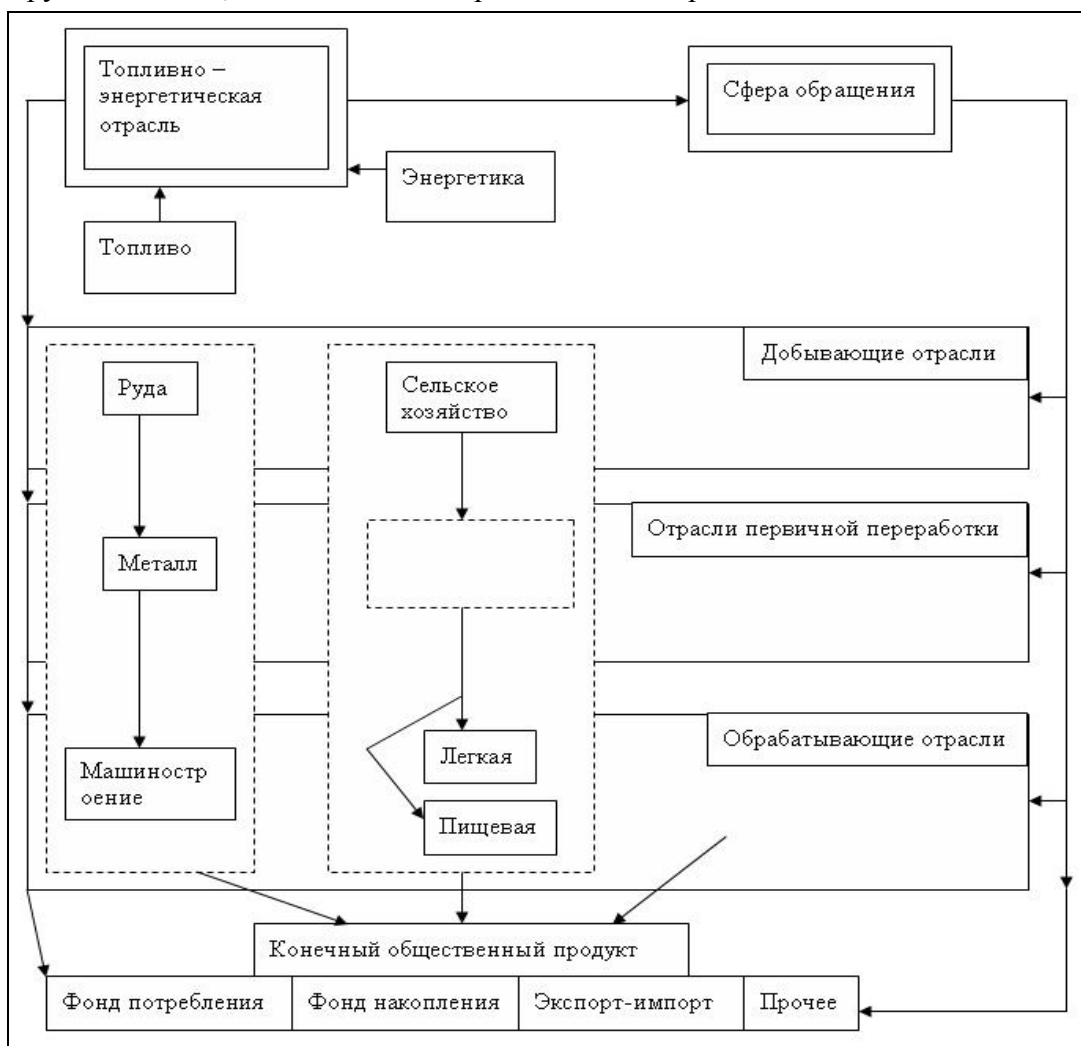 Топливно –
энергетическая
отрасль
Сфера обращения
Энергетика
Топливо
Добывающие отрасли
Руда
Сельское
хозяйство
Отрасли первичной переработки
Металл
Обрабатывающие отрасли
Легкая
Машиностр
оение
Пищевая
Конечный общественный продукт
Фонд потребления
Фонд накопления
Экспорт-импорт
Прочее